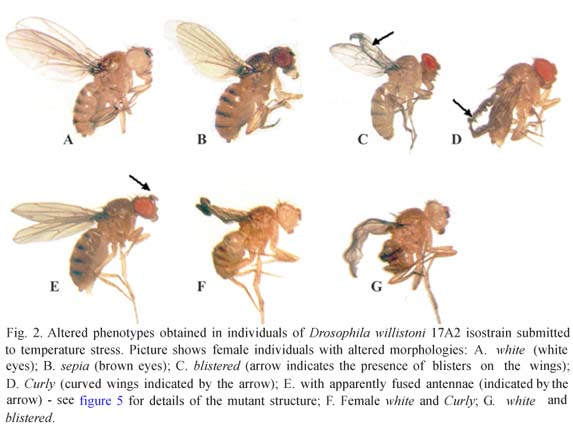 A
B
C
D
E
F
G
Fig. 2. Altered phenotypes obtained in individuals of Drosophila willistoni 17A2 isostrain submitted
to temperature stress. Picture shows female individuals with altered morphologies: A. white (white
eyes); B. sepia (brown eyes); C. blistered (arrow indicates the presence of blisters on the wings);
D. Curly (curved wings indicated by the arrow); E. with apparently fused antennae (indicated by the
arrow) - see figure 5 for details of the mutant structure; F. Female white and Curly; G. white and
blistered.